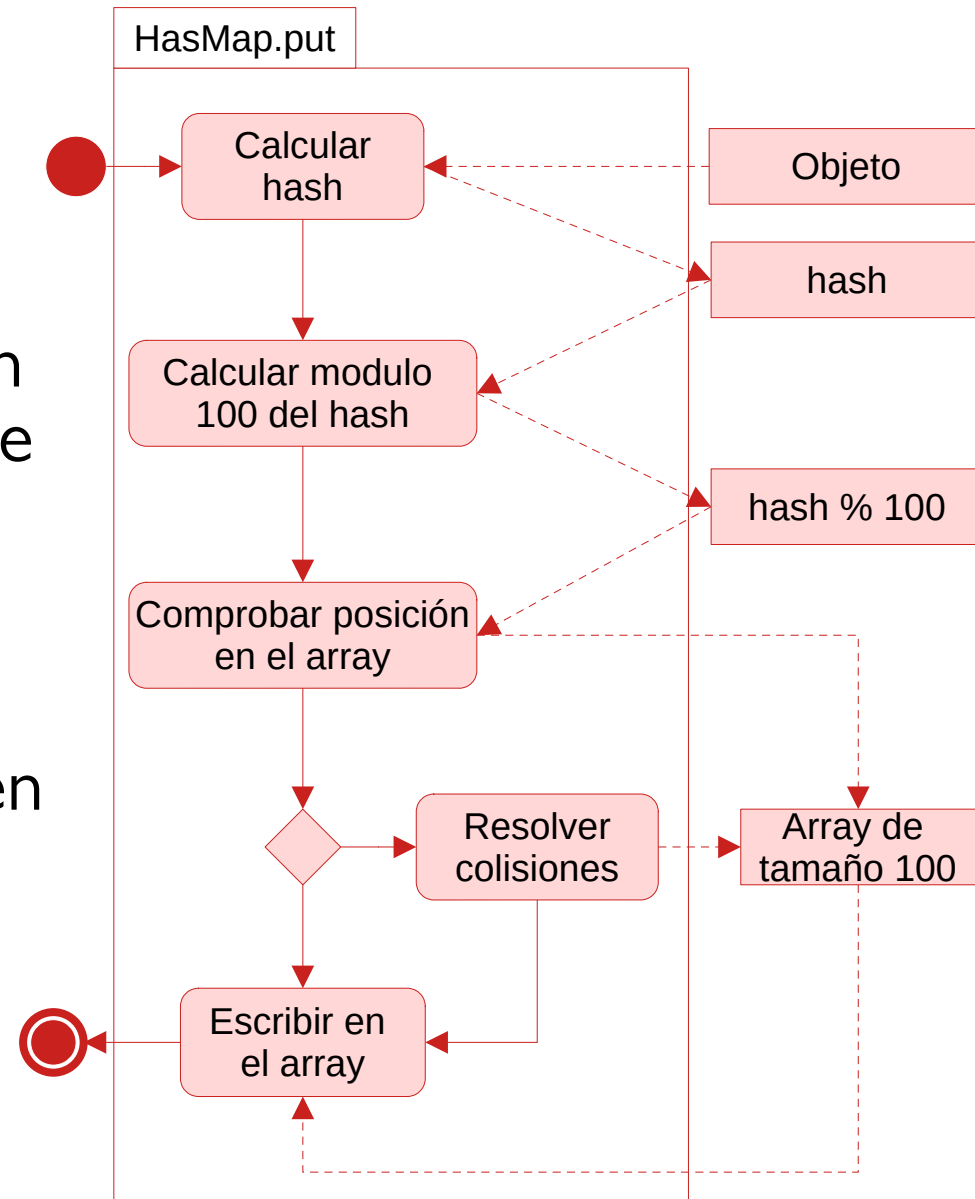 HasMap.put
Calcular
hash
Objeto
hash
Calcular modulo
100 del hash
hash % 100
Comprobar posición
en el array
Resolver
colisiones
Array de
tamaño 100
Escribir en
el array
n
e
en